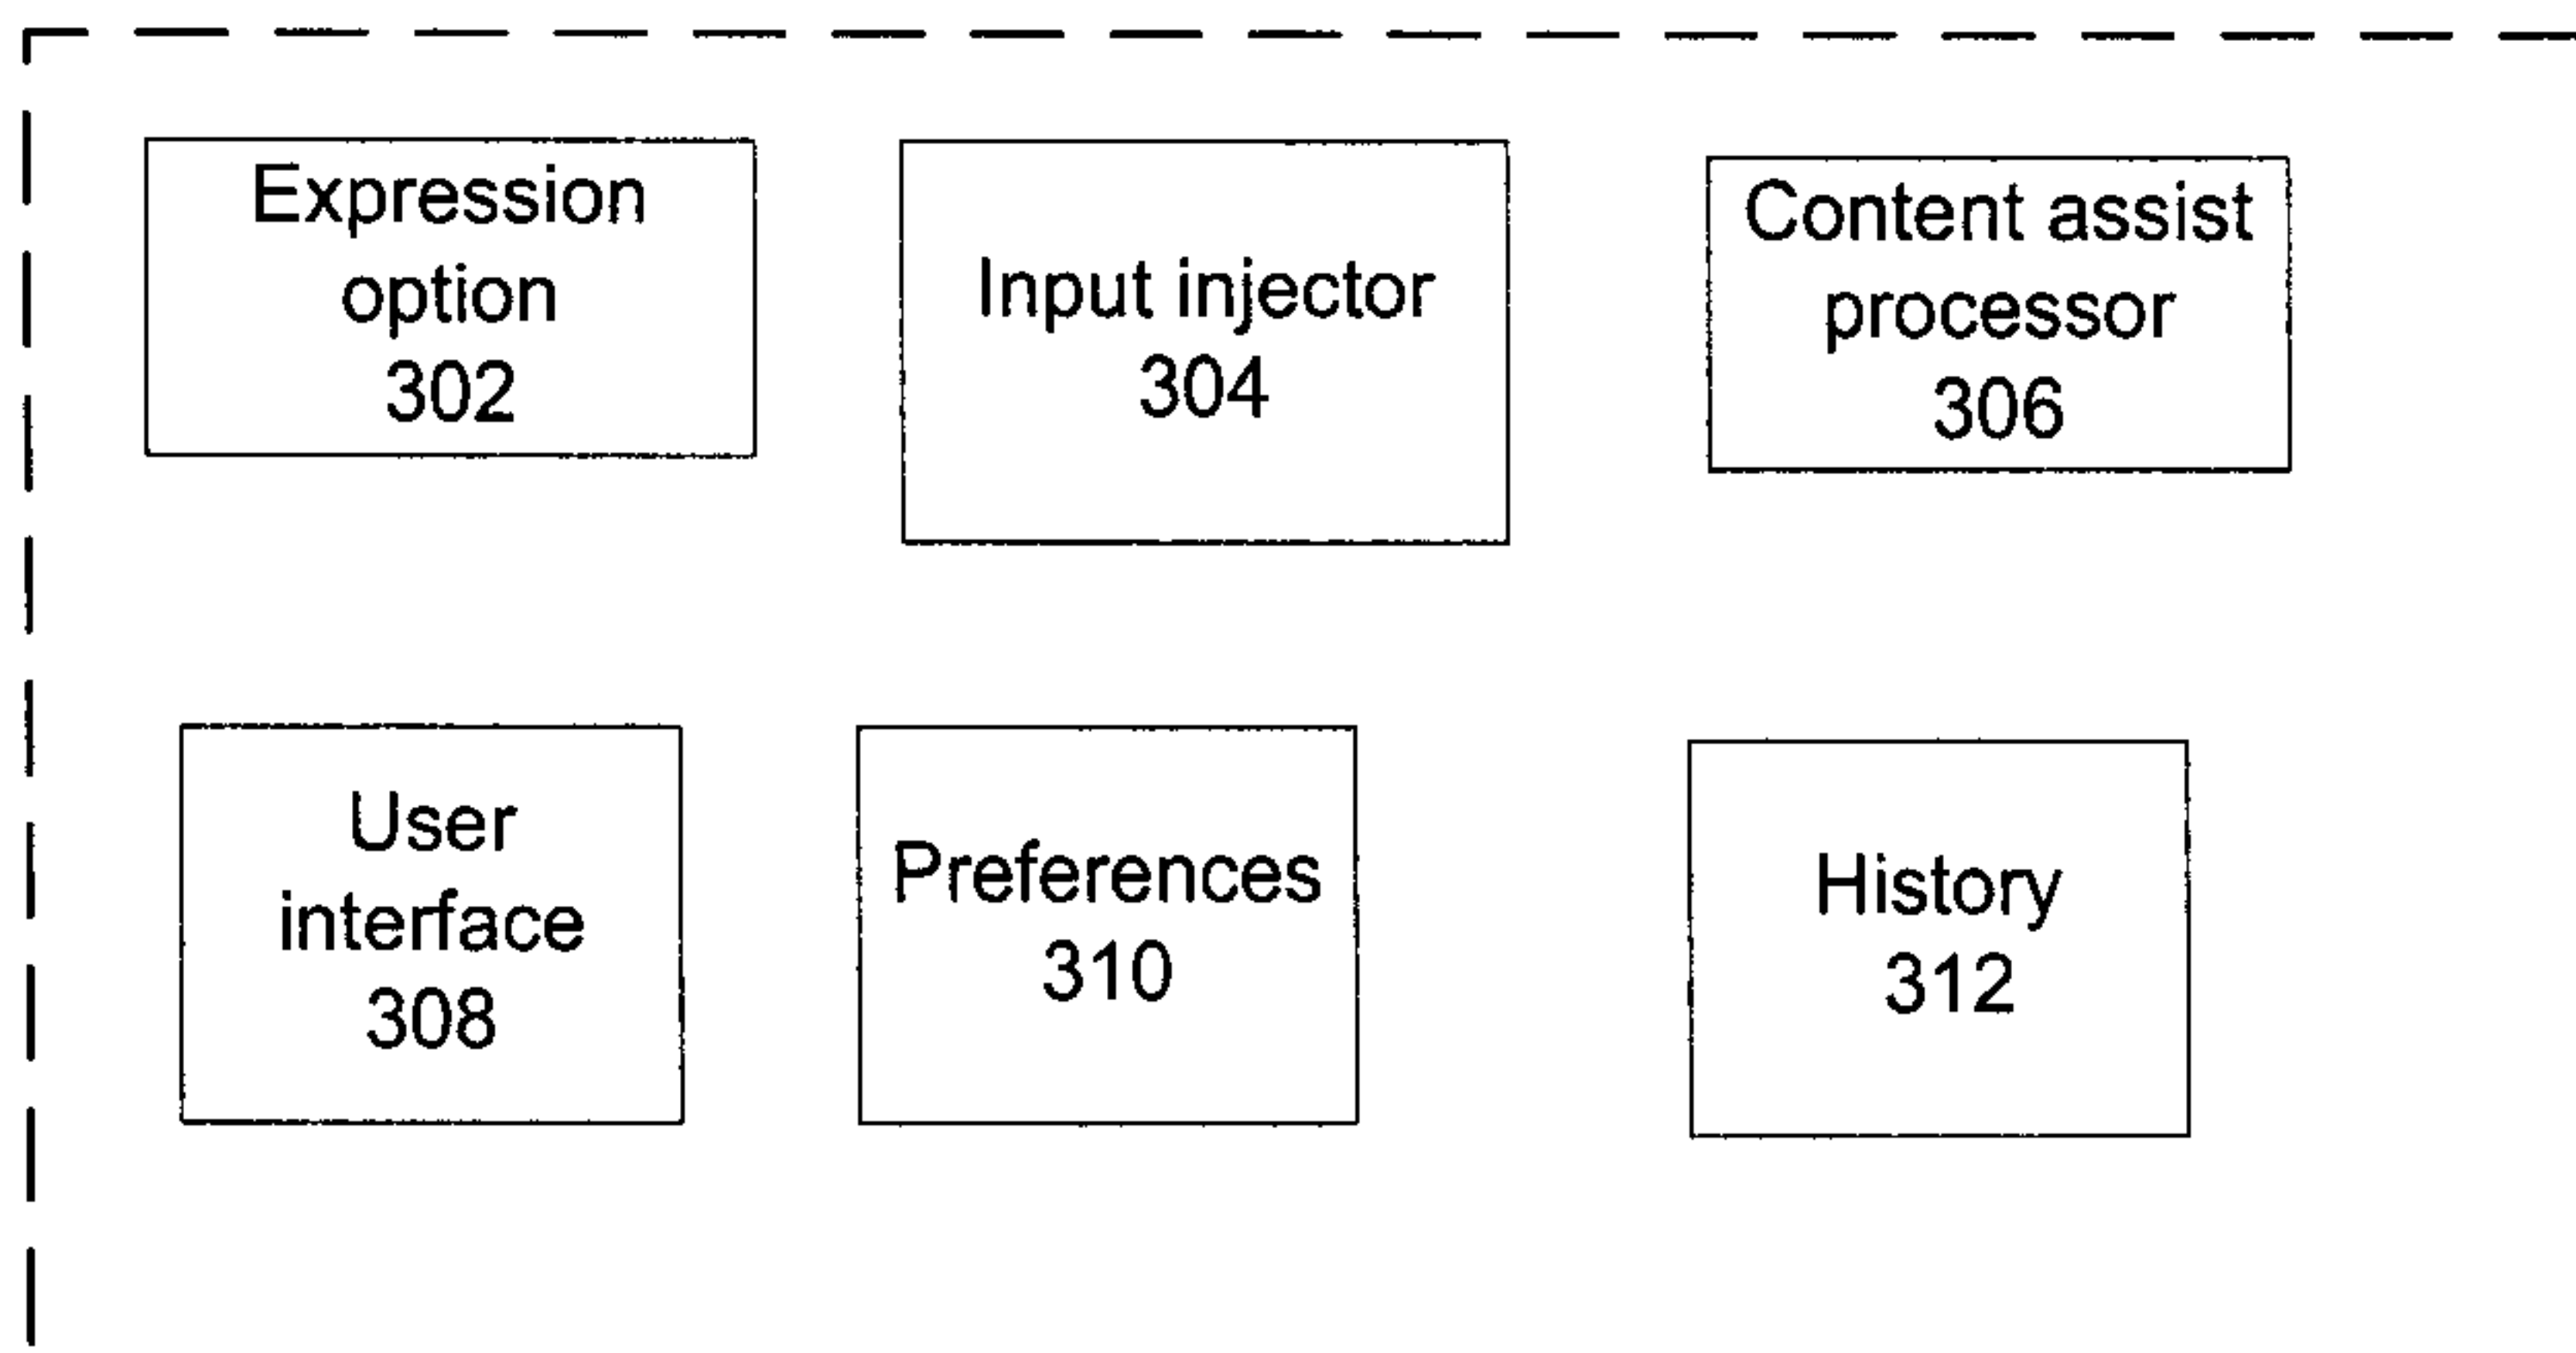 Expression
option
302
Input injector
304
Content assist
processor
306
User
interface
308
Preferences
310
History
312